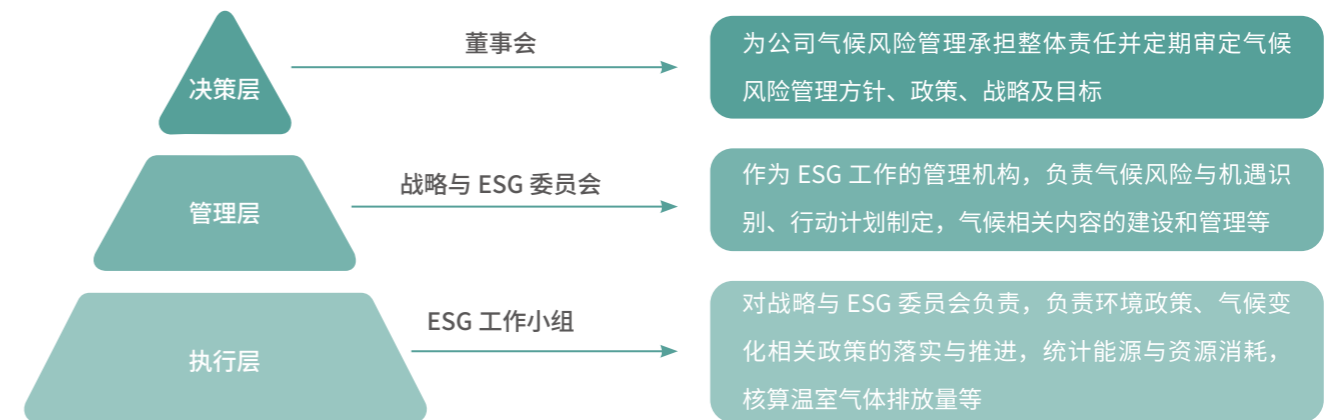 决策层
董事会
为公司气候风险管理承担整体责任并定期审定气候
风险管理方针、政策、战略及目标
管理层
战略与 ESG 委员会
作为 ESG 工作的管理机构，负责气候风险与机遇识
别、行动计划制定，气候相关内容的建设和管理等
执行层
ESG 工作小组
对战略与 ESG 委员会负责，负责环境政策、气候变
化相关政策的落实与推进，统计能源与资源消耗，
核算温室气体排放量等